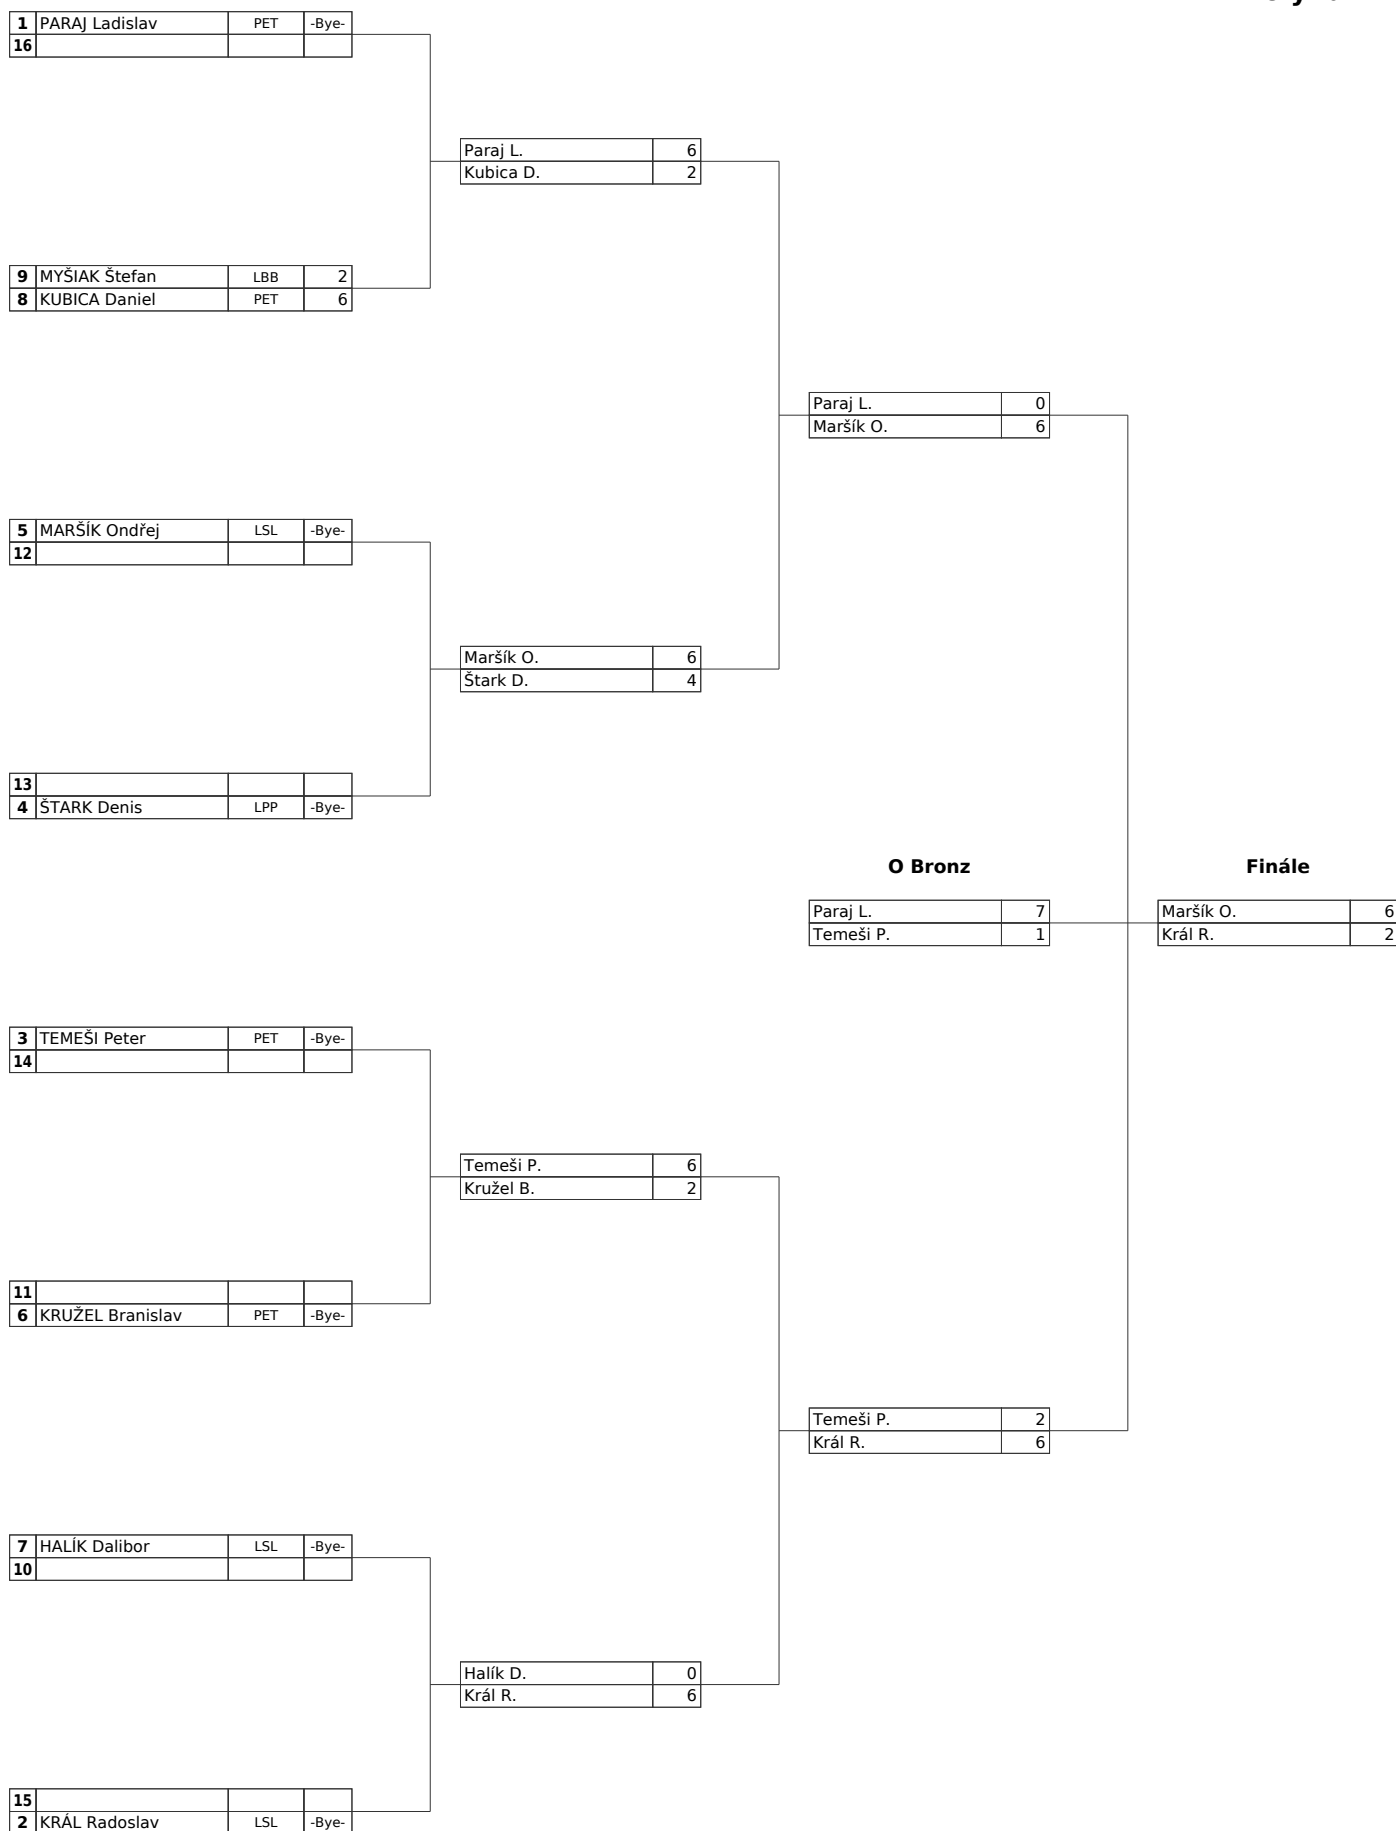 1 PARAJ Ladislav PET -Bye-
16
Paraj L. 6
Kubica D. 2
9 MYŠIAK Štefan LBB 2
8 KUBICA Daniel PET 6
Paraj L. 0
Maršík O. 6
5 MARŠÍK Ondřej LSL -Bye-
12
Maršík O. 6
Štark D. 4
13
4 ŠTARK Denis LPP -Bye-
O Bronz Finále
Paraj L. 7 Maršík O. 6
Temeši P. 1 Král R. 2
3 TEMEŠI Peter PET -Bye-
14
Temeši P. 6
Kružel B. 2
11
6 KRUŽEL Branislav PET -Bye-
Temeši P. 2
Král R. 6
7 HALÍK Dalibor LSL -Bye-
10
Halík D. 0
Král R. 6
15
2 KRÁL Radoslav LSL -Bye-